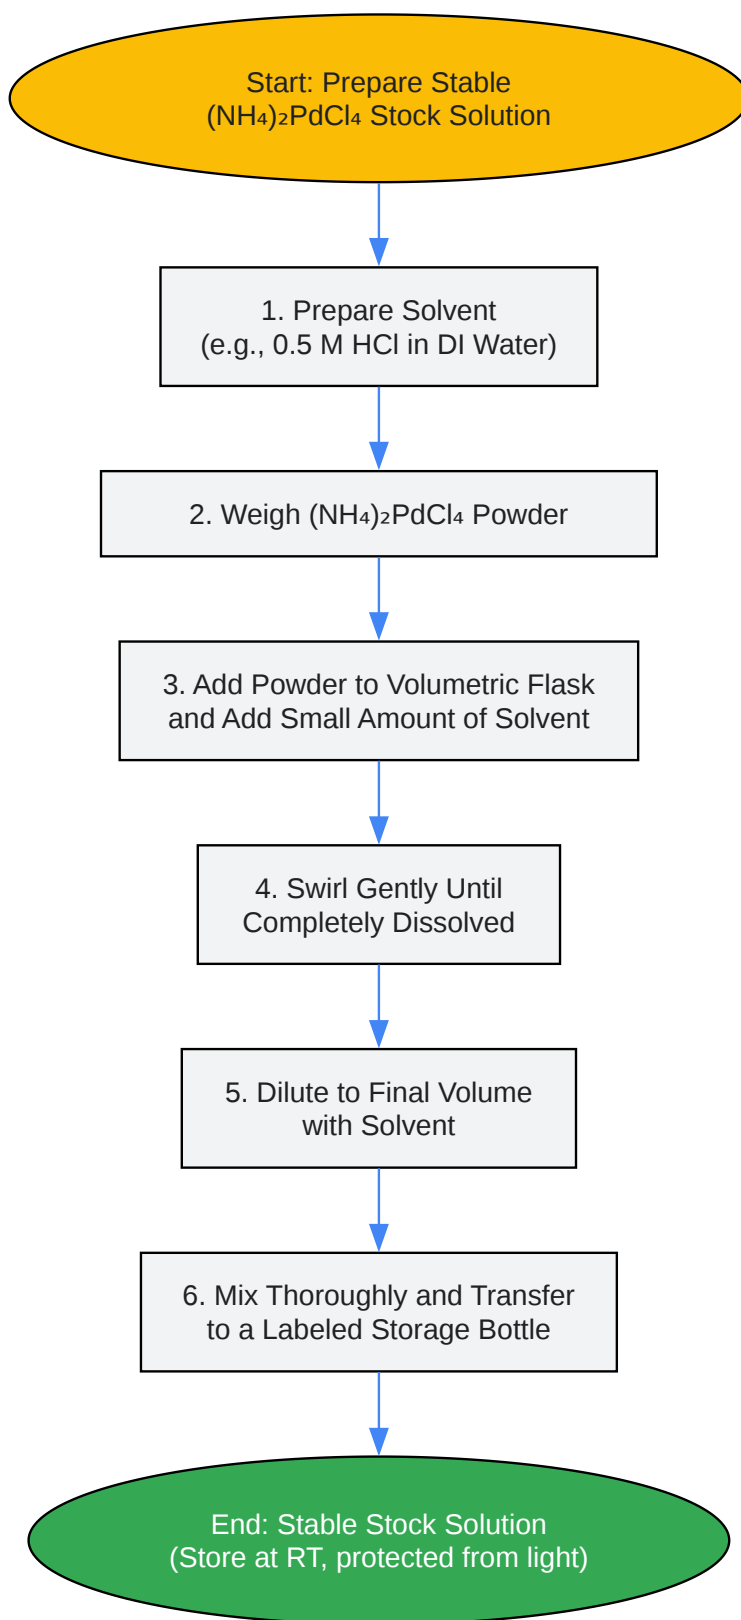 Start: Prepare Stable
(NH₄)₂PdCl₄ Stock Solution
1. Prepare Solvent
(e.g., 0.5 M HCl in DI Water)
2. Weigh (NH₄)₂PdCl₄ Powder
3. Add Powder to Volumetric Flask
and Add Small Amount of Solvent
4. Swirl Gently Until
Completely Dissolved
5. Dilute to Final Volume
with Solvent
6. Mix Thoroughly and Transfer
to a Labeled Storage Bottle
End: Stable Stock Solution
(Store at RT, protected from light)